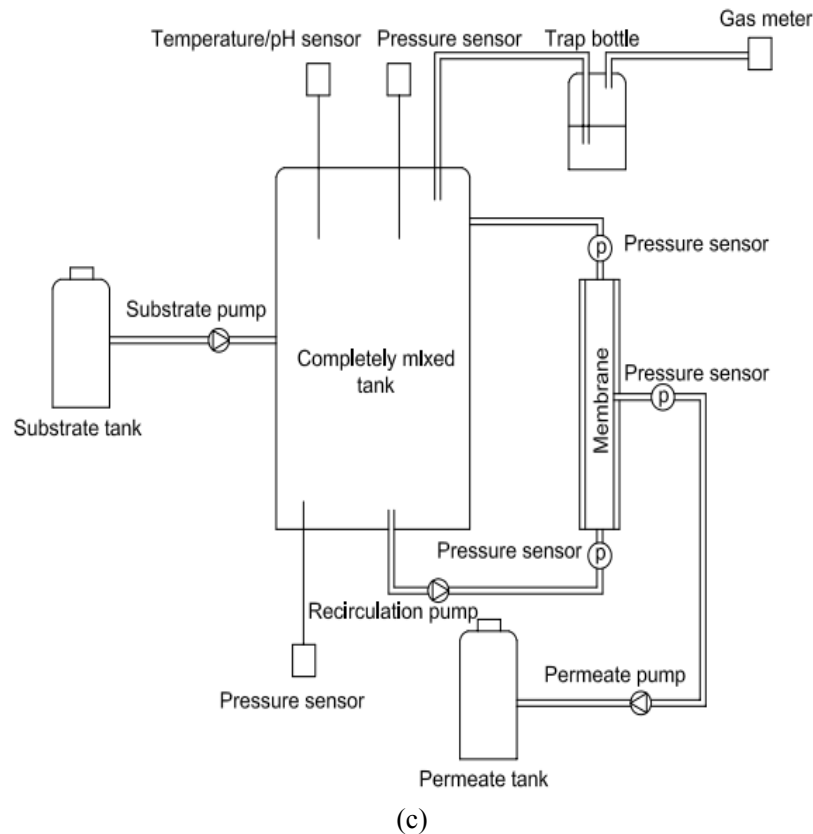 Gas meter
Temperature/pH sensor
Pressure sensor
Trap bottle
Pressure sensor
p
Substrate pump
Completely mixed
tank
Membrane
Pressure sensor
p
Substrate tank
Pressure sensor
p
Recirculation pump
Permeate pump
Pressure sensor
Permeate tank
(c)